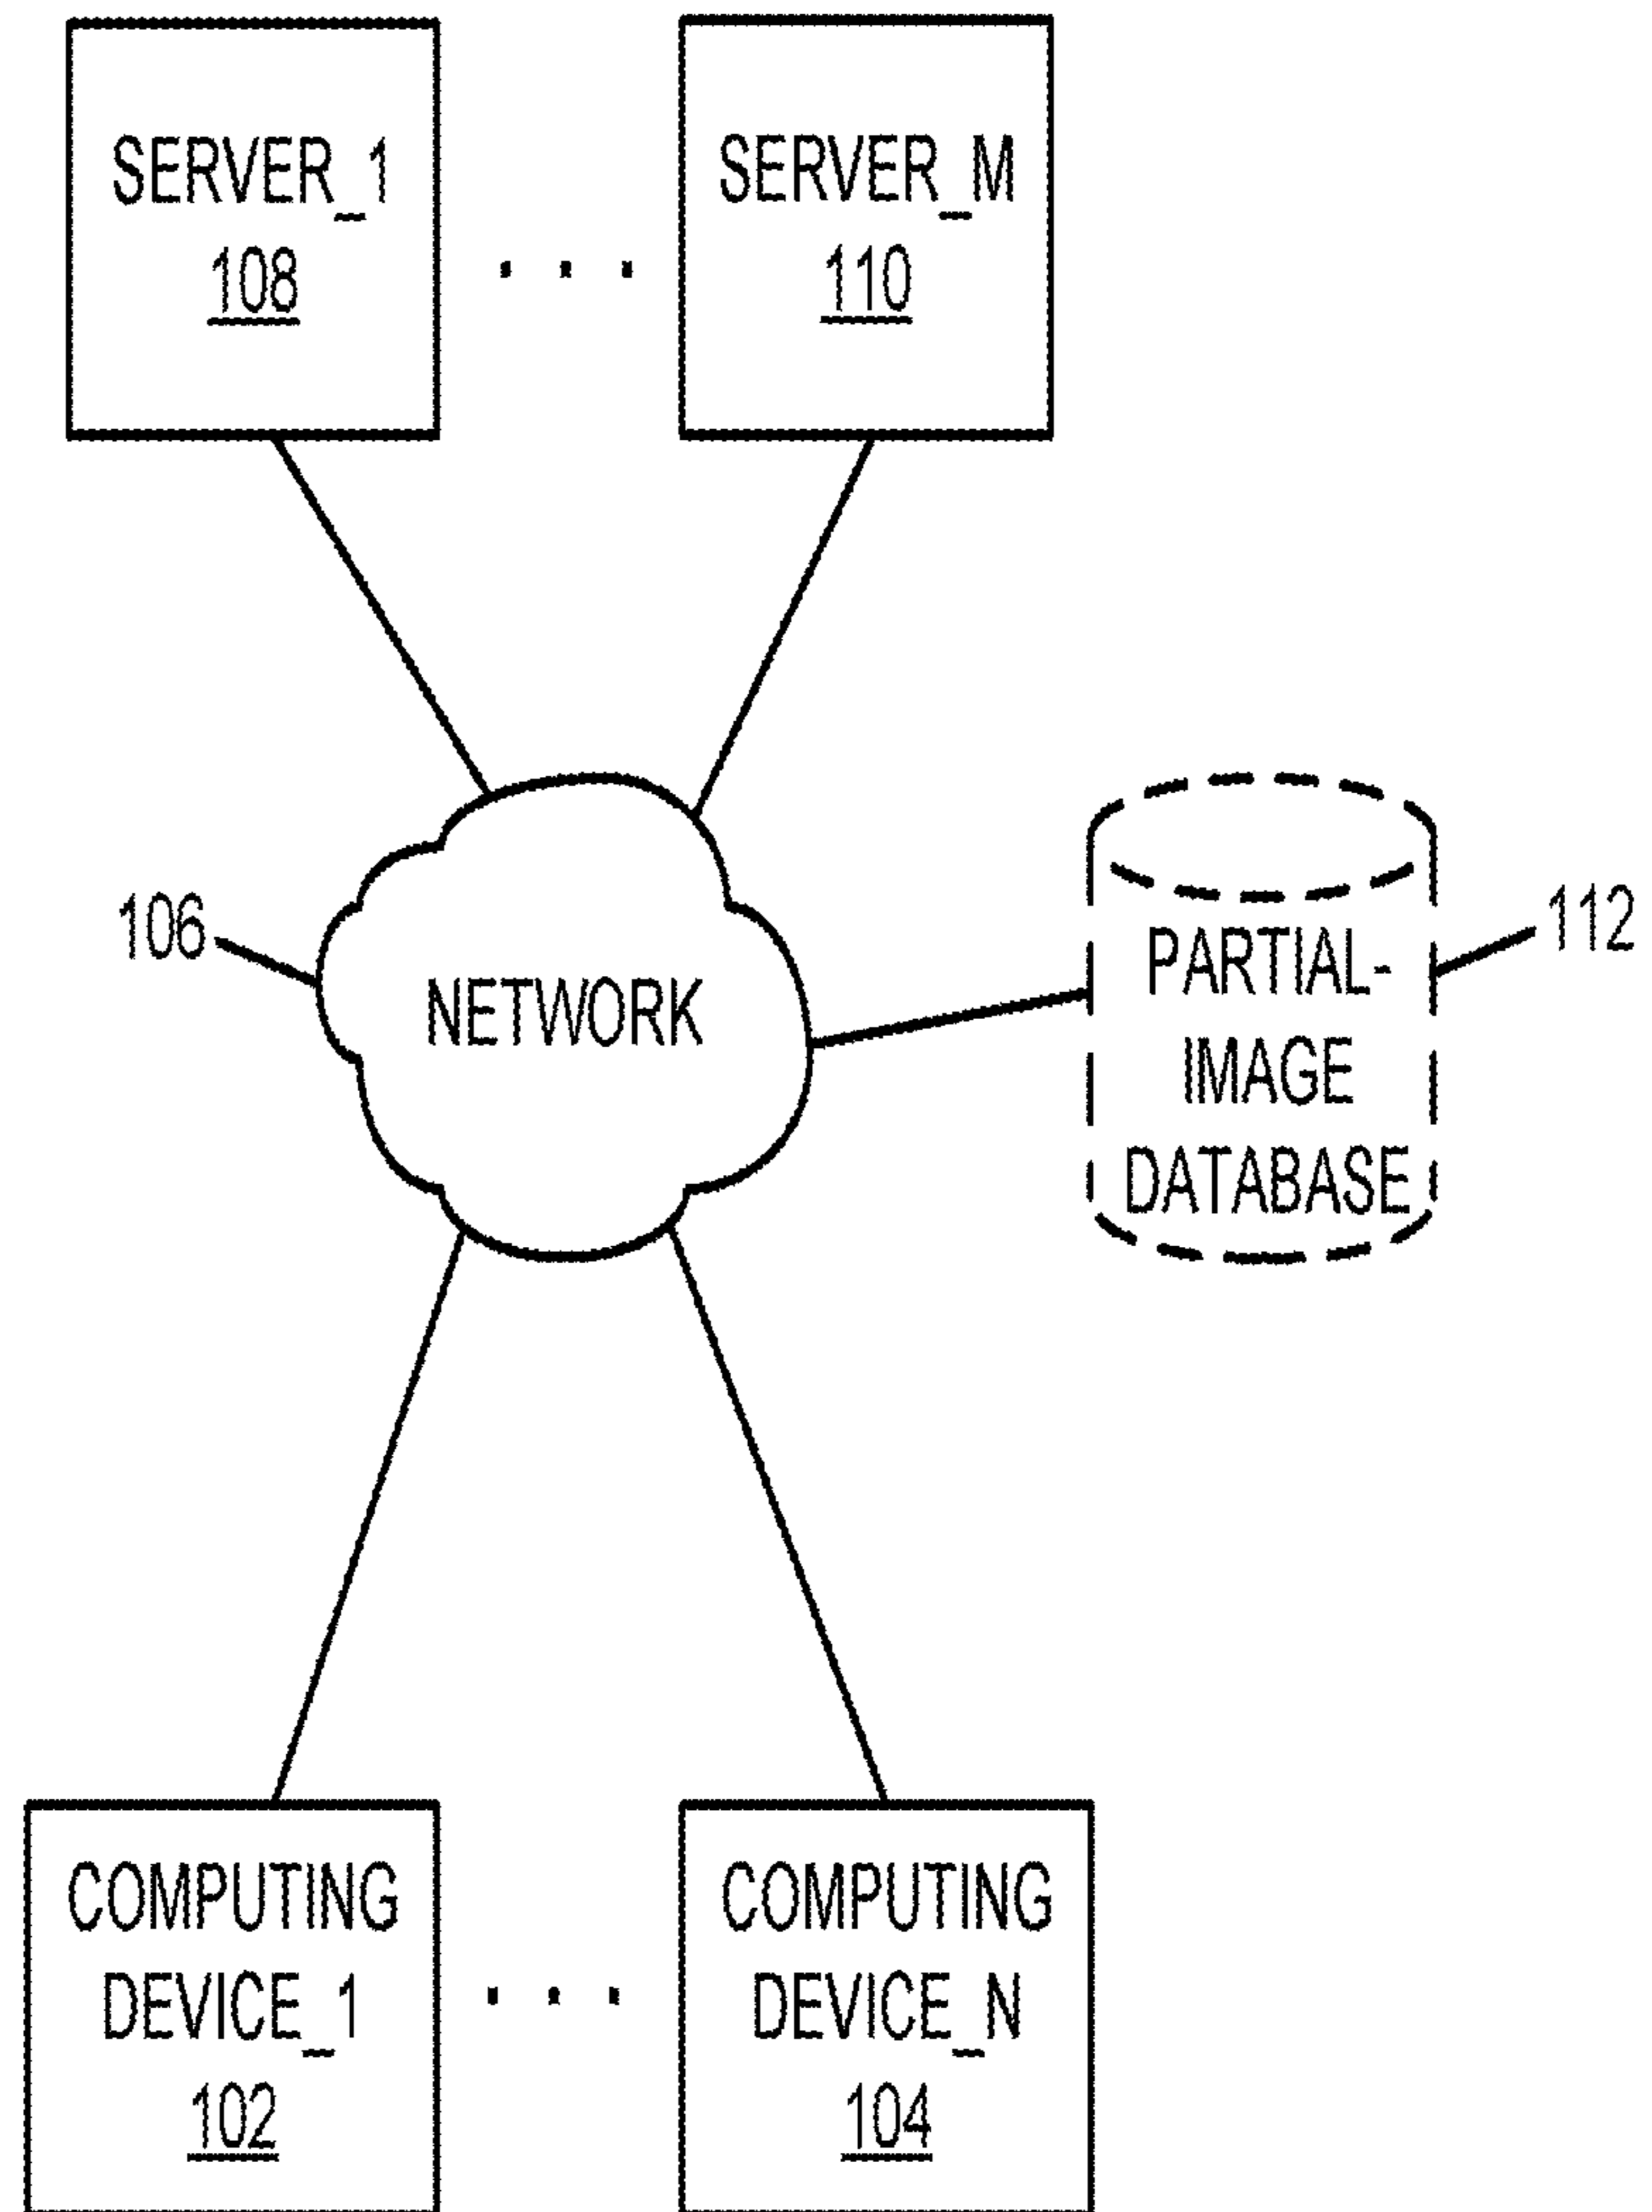 SERVER_1
108
. . .
SERVER_M
110
106
NETWORK
PARTIAL-
IMAGE
DATABASE
112
COMPUTING
DEVICE_1
102
. . .
COMPUTING
DEVICE_N
104